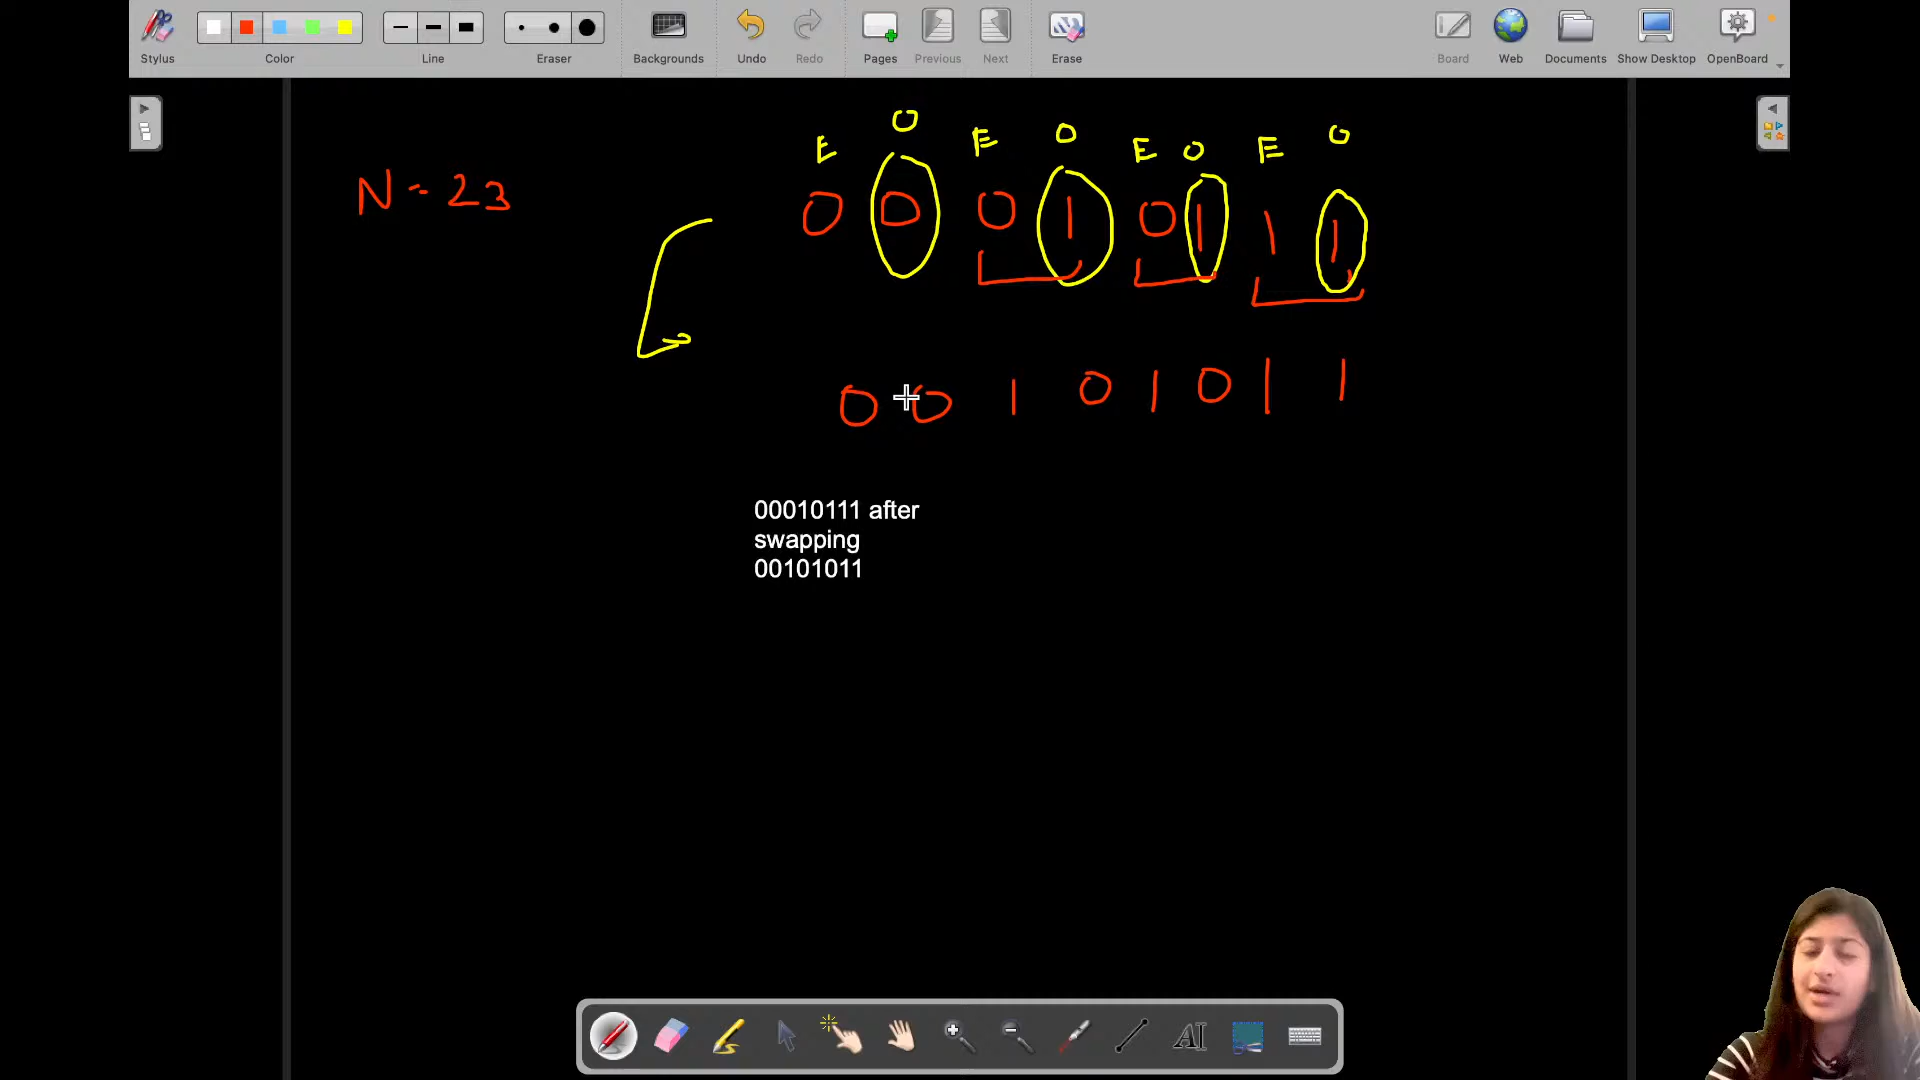 Stylus Color Line Eraser Backgrounds Undo Redo Pages Previous Next Erase Board Web Documents Show Desktop OpenBoard
E O E O E O E O
N = 23
0 0 0 1 0 1 1 1
0 0 1 0 1 0 1 1
00010111 after
swapping
00101011
AI